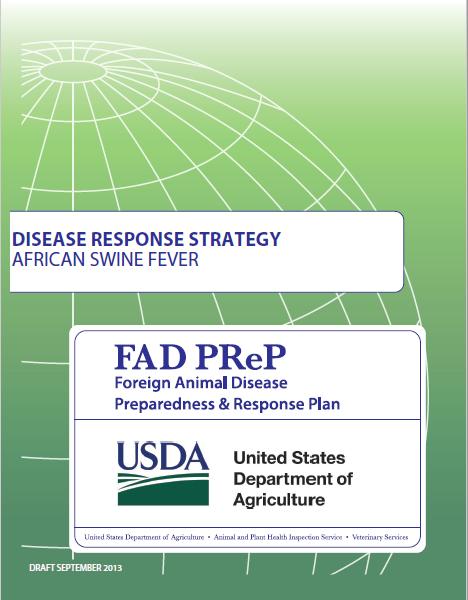 DISEASE RESPONSE STRATEGY
AFRICAN SWINE FEVER
FAD PReP
Foreign Animal Disease
Preparedness & Response Plan
USDA
United States
Department of
Agriculture
United States Department of Agriculture • Animal and Plant Health Inspection Service • Veterinary Services
DRAFT SEPTEMBER 2013